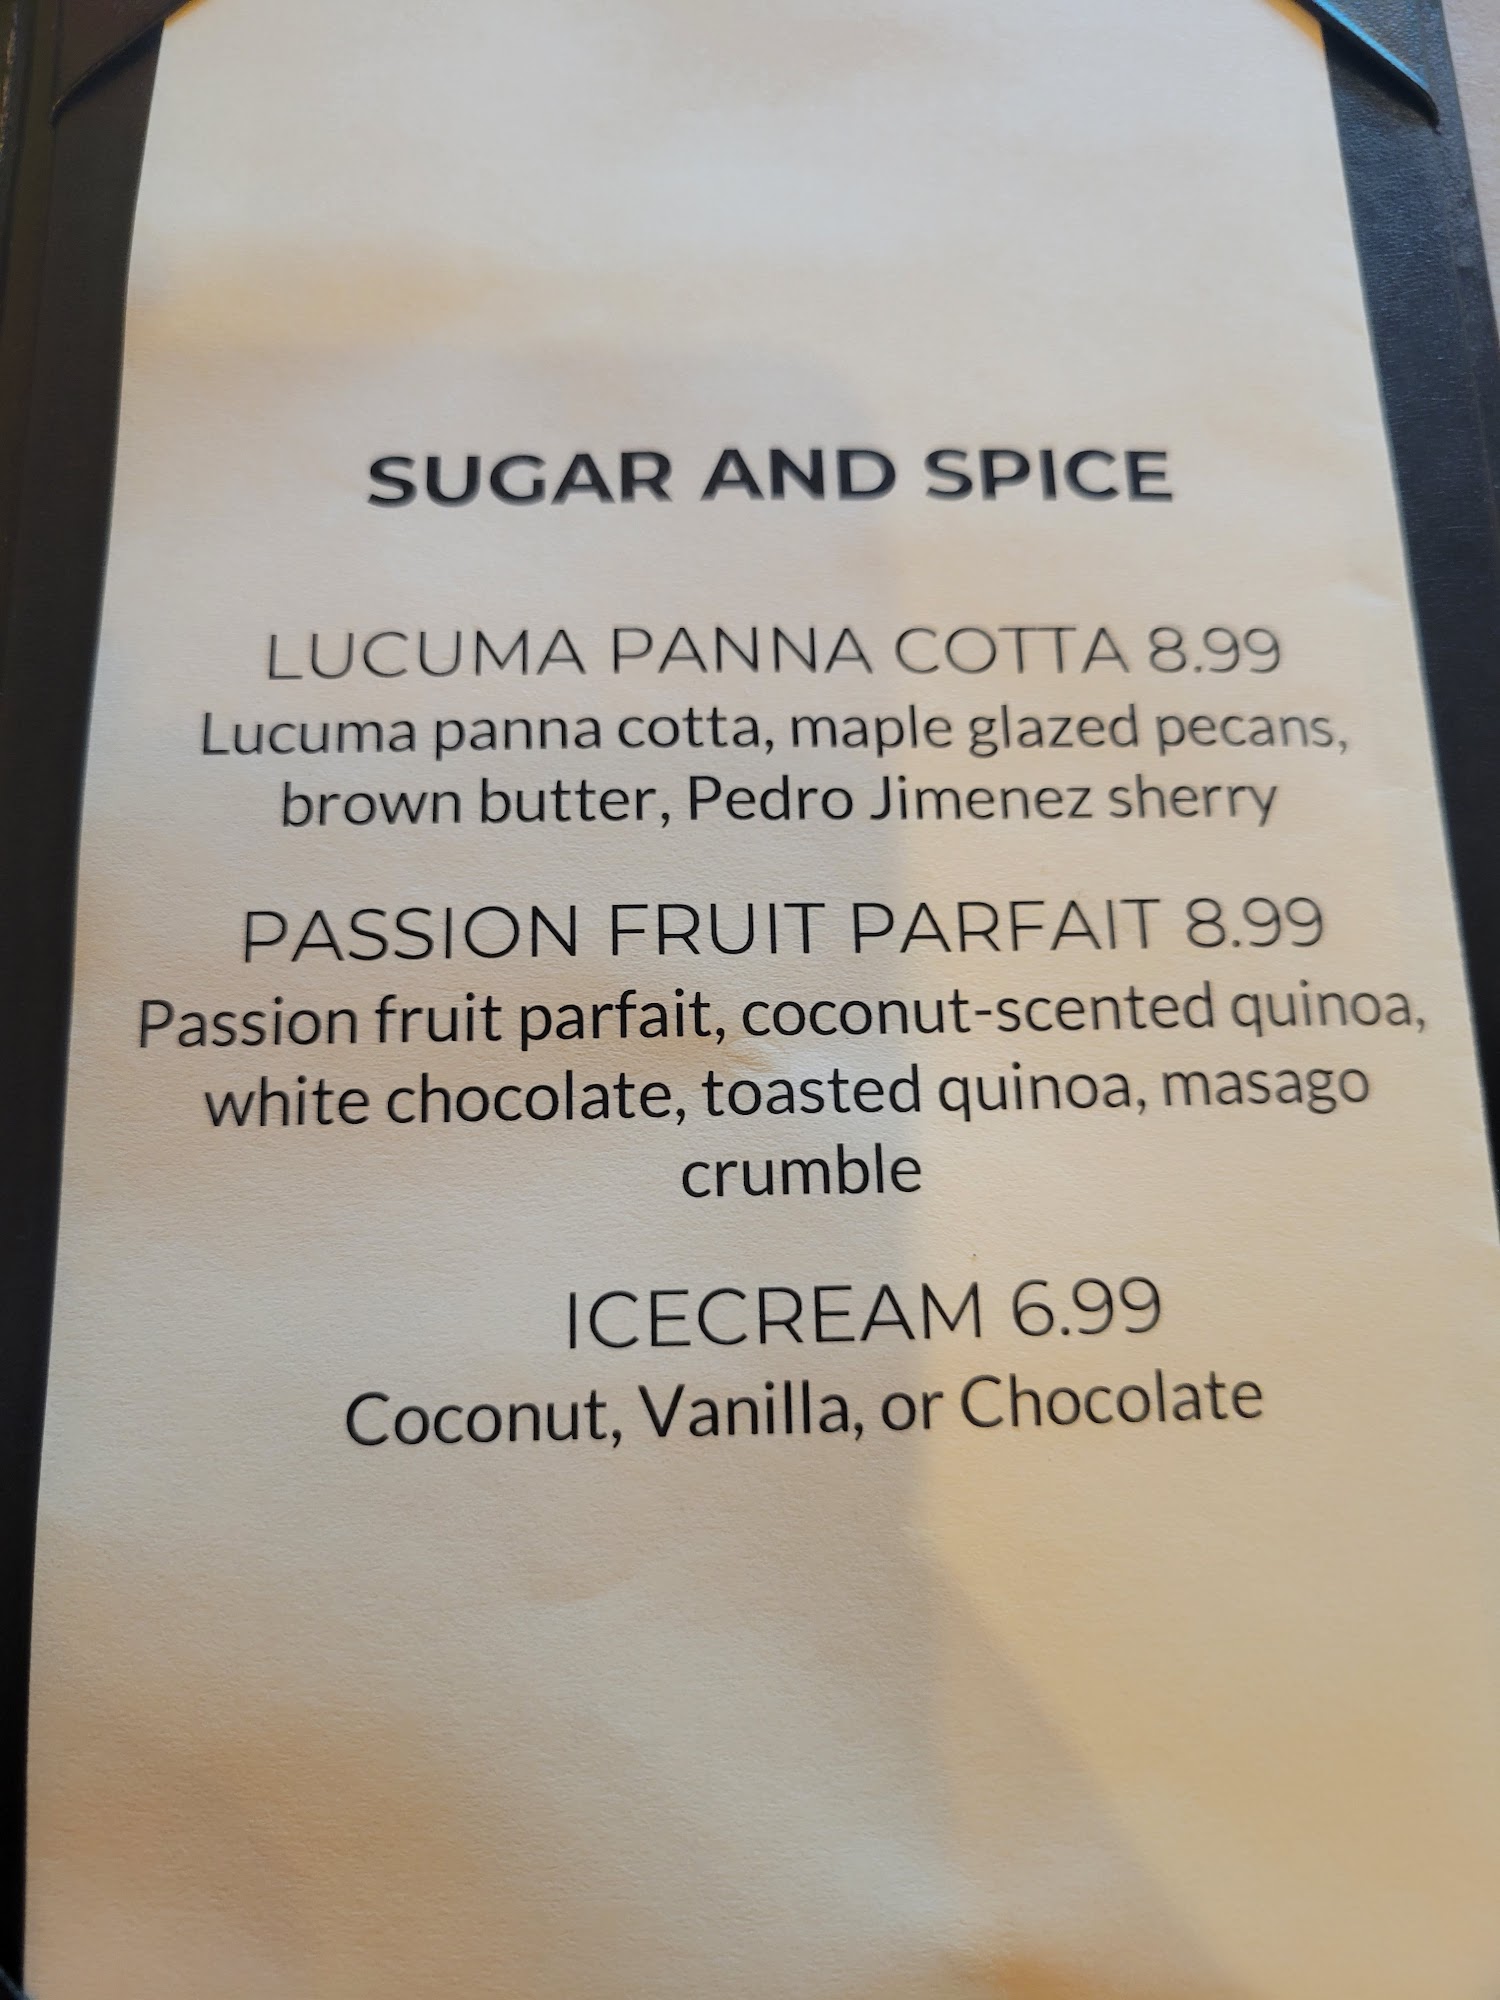 SUGAR AND SPICE
LUCUMA PANNA COTTA 8.99
Lucuma panna cotta, maple glazed pecans,
brown butter, Pedro Jimenez sherry
PASSION FRUIT PARFAIT 8.99
Passion fruit parfait, coconut-scented quinoa,
white chocolate, toasted quinoa, masago
crumble
ICECREAM 6.99
Coconut, Vanilla, or Chocolate